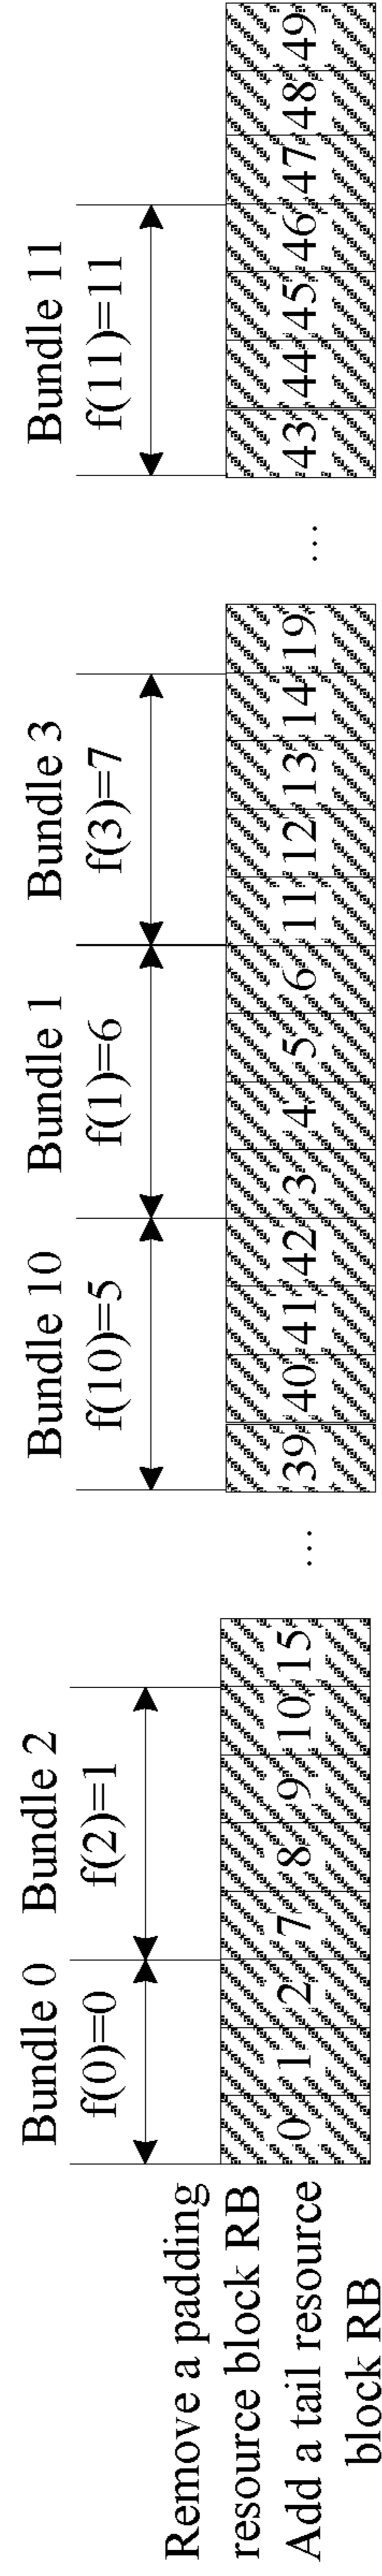 Bundle 0 Bundle 2 Bundle 10 Bundle 1 Bundle 3 Bundle 11
f(0)=0 f(2)=1 f(10)=5 f(1)=6 f(3)=7 f(11)=11
Remove a padding
resource block RB
Add a tail resource
block RB
0 1 2 7 8 9 10 15 ... 39 40 41 42 3 4 5 6 11 12 13 14 19 ... 43 44 45 46 47 48 49